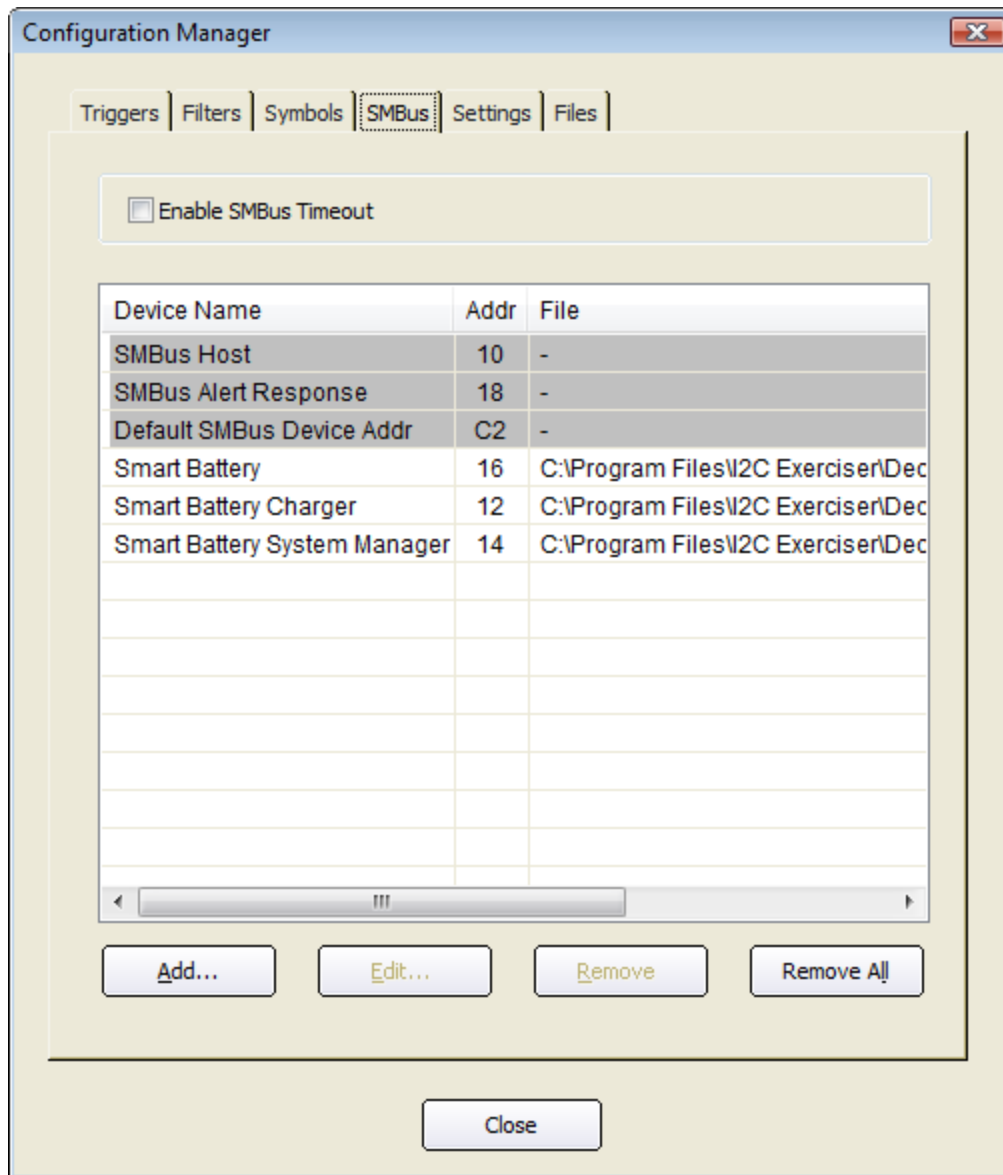 Configuration Manager
Triggers Filters Symbols SMBus Settings Files
Enable SMBus Timeout
Device Name Addr File
SMBus Host 10 -
SMBus Alert Response 18 -
Default SMBus Device Addr C2 -
Smart Battery 16 C:\Program Files\I2C Exerciser\Dec
Smart Battery Charger 12 C:\Program Files\I2C Exerciser\Dec
Smart Battery System Manager 14 C:\Program Files\I2C Exerciser\Dec
Add... Edit... Remove Remove All
Close